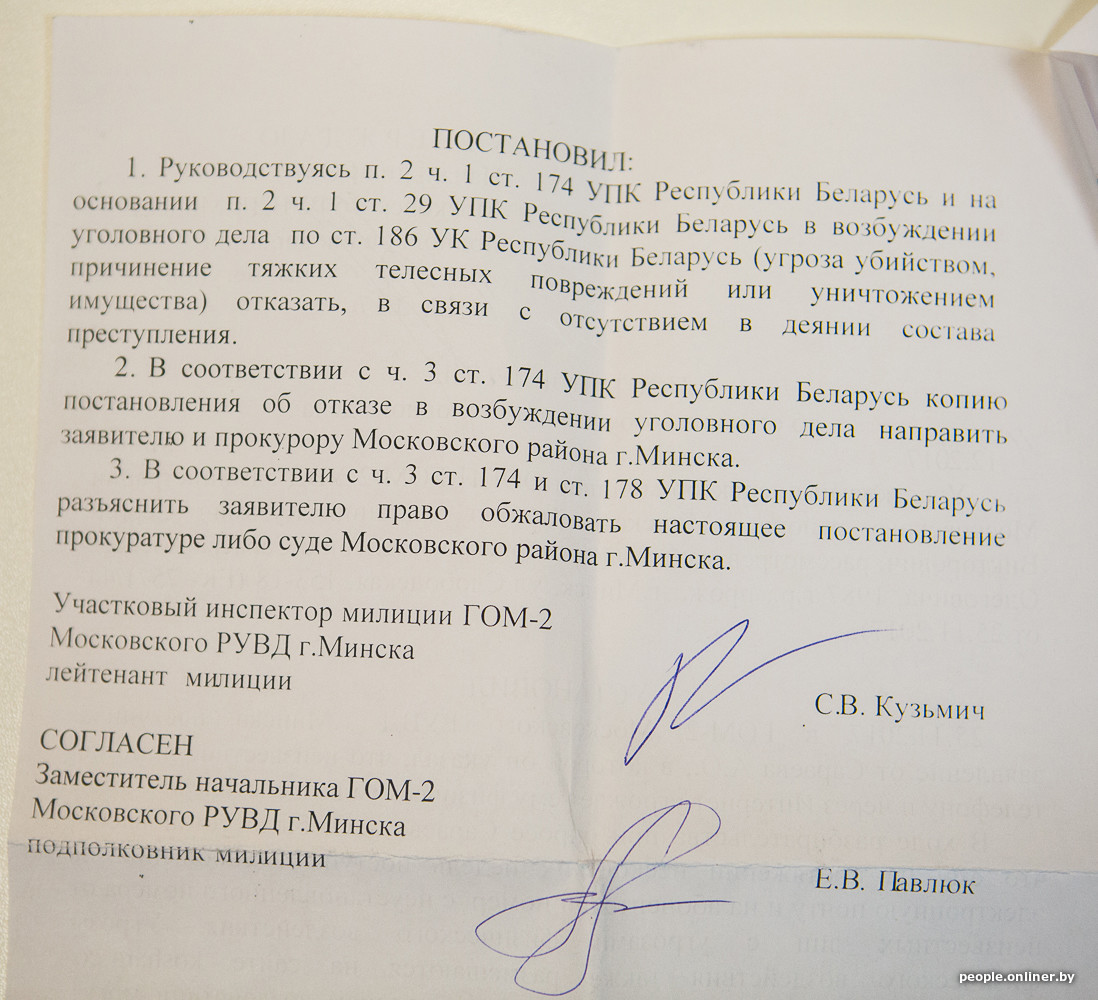 ПОСТАНОВИЛ:
1. Руководствуясь п. 2 ч. 1 ст. 174 УПК Республики Беларусь и на
основании п. 2 ч. 1 ст. 29 УПК Республики Беларусь в возбуждении
уголовного дела по ст. 186 УК Республики Беларусь (угроза убийством,
причинение тяжких телесных повреждений или уничтожением
имущества) отказать, в связи с отсутствием в деянии состава
преступления.
2. В соответствии с ч. 3 ст. 174 УПК Республики Беларусь копию
постановления об отказе в возбуждении уголовного дела направить
заявителю и прокурору Московского района г.Минска.
3. В соответствии с ч. 3 ст. 174 и ст. 178 УПК Республики Беларусь
разъяснить заявителю право обжаловать настоящее постановление
прокуратуре либо суде Московского района г.Минска.
Участковый инспектор милиции ГОМ-2
Московского РУВД г.Минска
лейтенант милиции
С.В. Кузьмич
СОГЛАСЕН
Заместитель начальника ГОМ-2
Московского РУВД г.Минска
подполковник милиции
Е.В. Павлюк
people.onliner.by